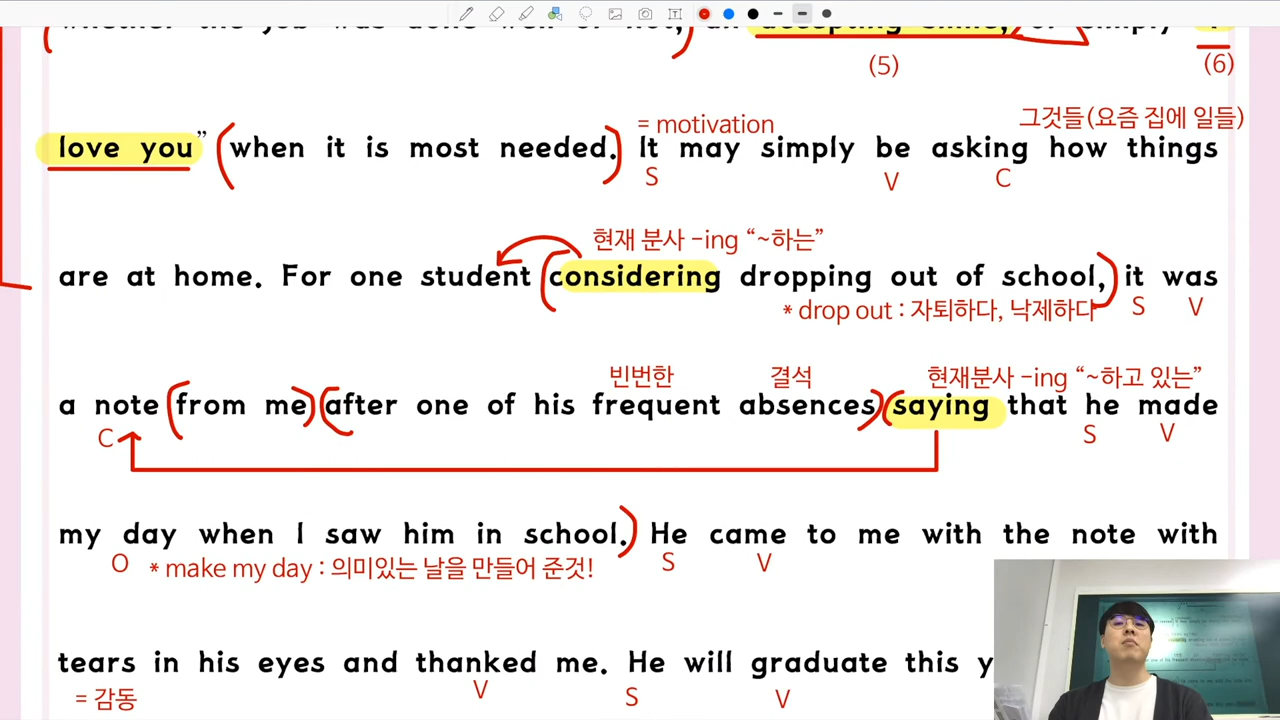 (5)
(6)
= motivation
그것들(요즘 집에 일들)
love you” (when it is most needed.) It may simply be asking how things
S V C
현재 분사 -ing “~하는”
are at home. For one student (considering dropping out of school,) it was
* drop out : 자퇴하다, 낙제하다
S V
빈번한 결석 현재분사 -ing “~하고 있는”
a note (from me) (after one of his frequent absences) (saying that he made
C S V
my day when I saw him in school.) He came to me with the note with
O * make my day : 의미있는 날을 만들어 준것! S V
tears in his eyes and thanked me. He will graduate this y
= 감동 V S V